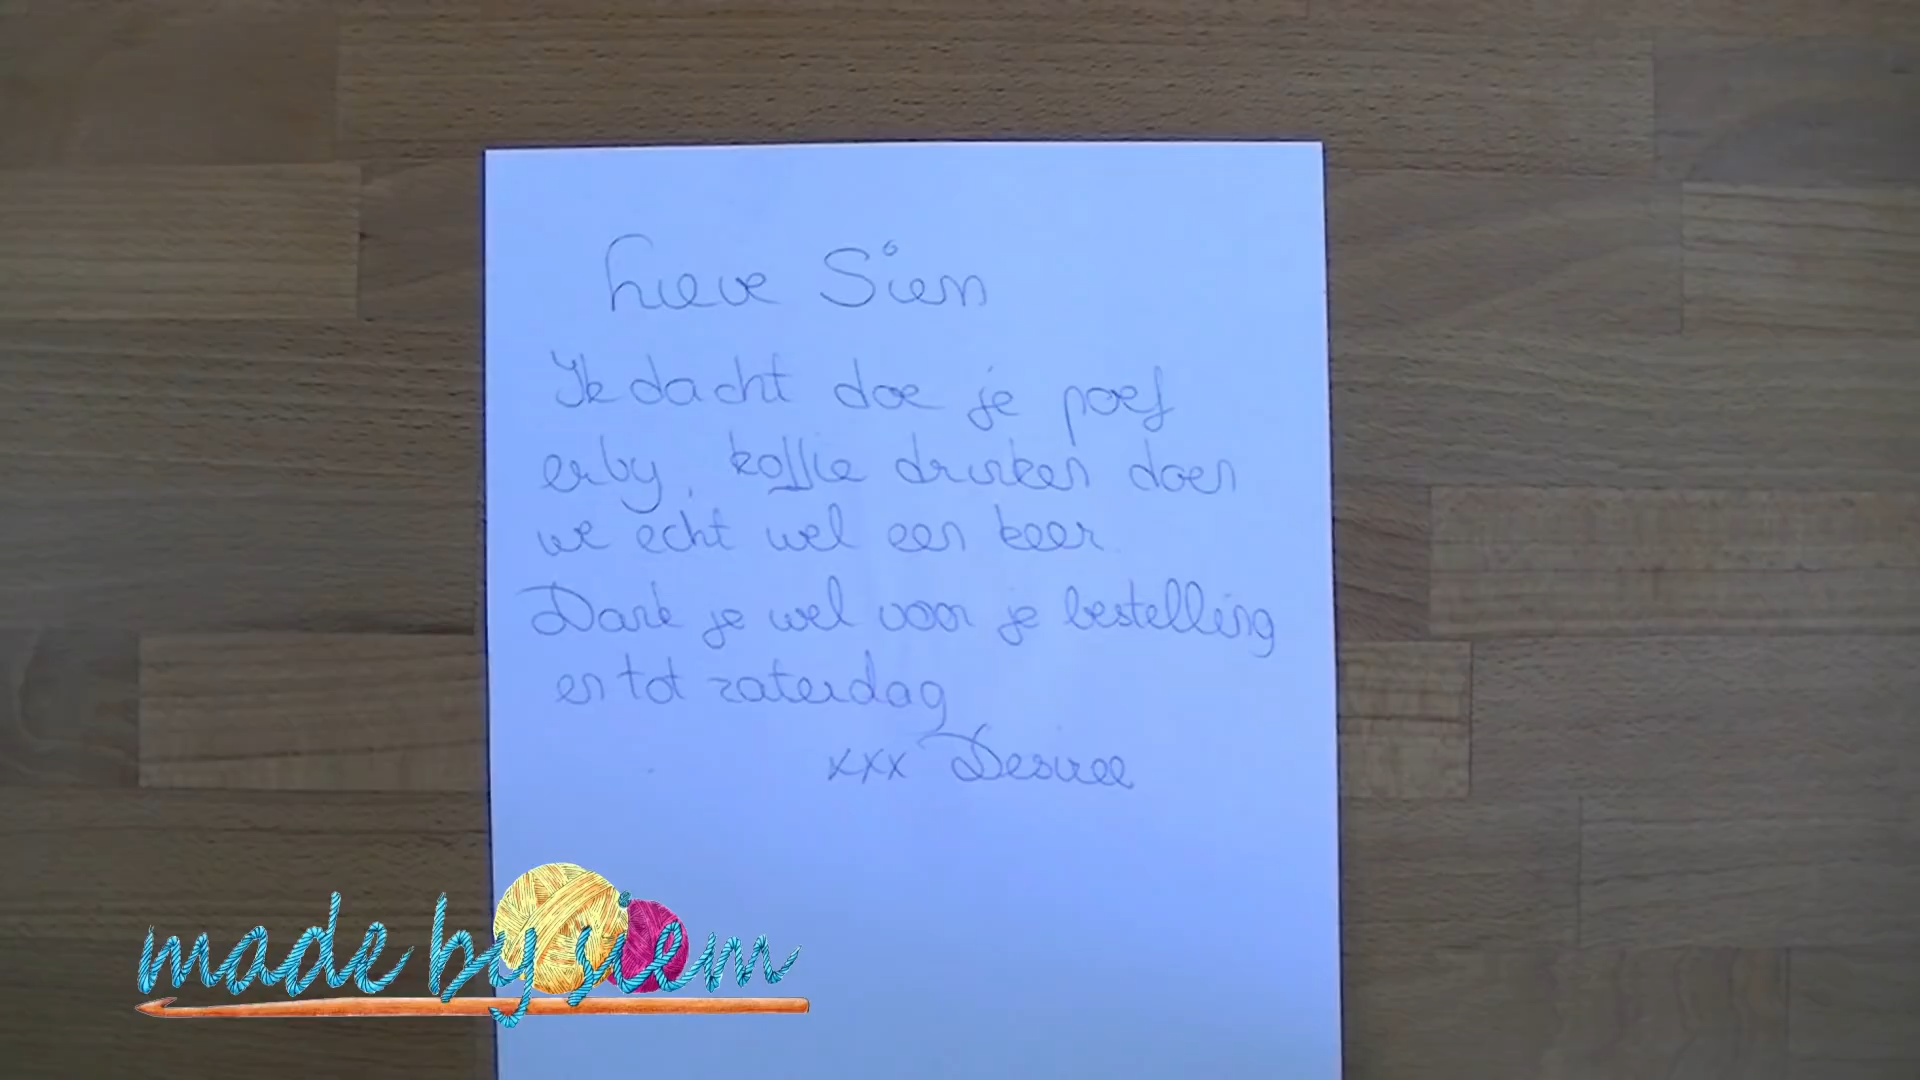 Lieve Siem
Ik dacht doe je poef
erby. koffie drinken doen
we echt wel een keer
Dank je wel voor je bestelling
en tot zaterdag
xxx Desiree
made by siem